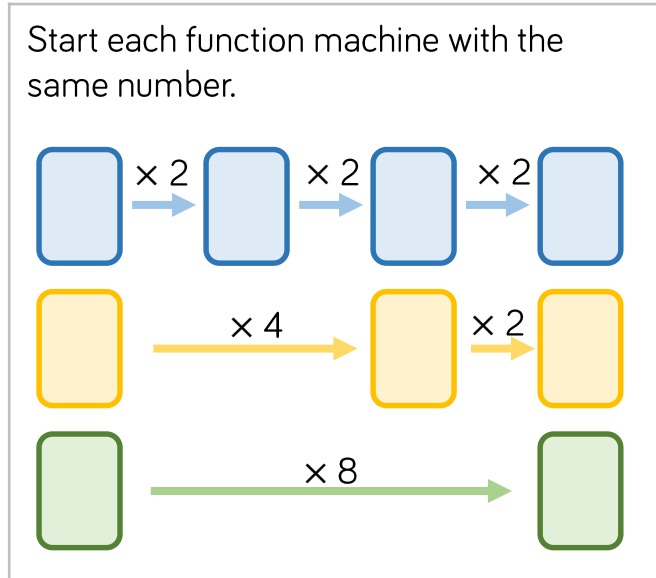 Start each function machine with the
same number.
× 2 × 2 × 2
× 4 × 2
× 8